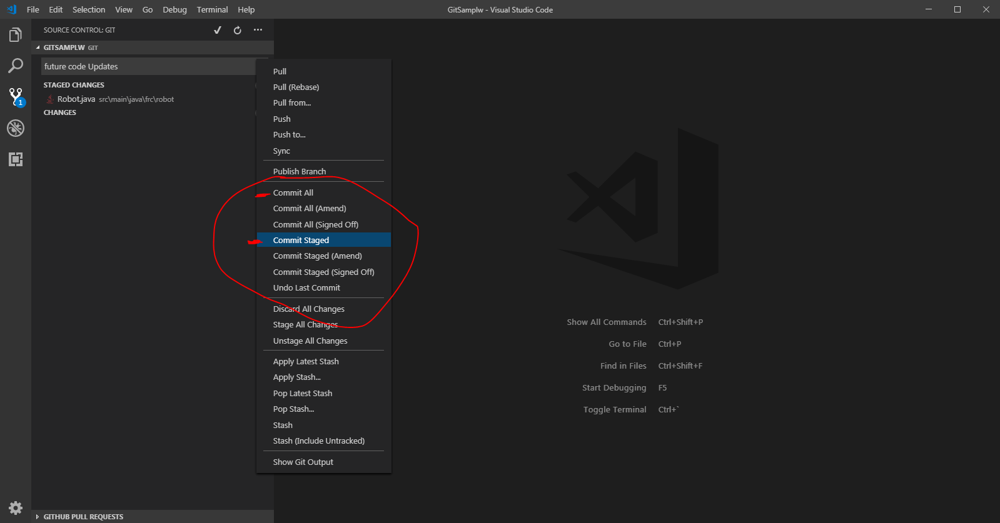 File Edit Selection View Go Debug Terminal Help
GitSamplw - Visual Studio Code
SOURCE CONTROL: GIT
GITSAMPLW GIT
future code Updates
STAGED CHANGES
Robot.java src\main\java\frc\robot
CHANGES
1
Pull
Pull (Rebase)
Pull from...
Push
Push to...
Sync
Publish Branch
Commit All
Commit All (Amend)
Commit All (Signed Off)
Commit Staged
Commit Staged (Amend)
Commit Staged (Signed Off)
Undo Last Commit
Discard All Changes
Stage All Changes
Unstage All Changes
Apply Latest Stash
Apply Stash...
Pop Latest Stash
Pop Stash...
Stash
Stash (Include Untracked)
Show Git Output
Show All Commands Ctrl+Shift+P
Go to File Ctrl+P
Find in Files Ctrl+Shift+F
Start Debugging F5
Toggle Terminal Ctrl+`
GITHUB PULL REQUESTS